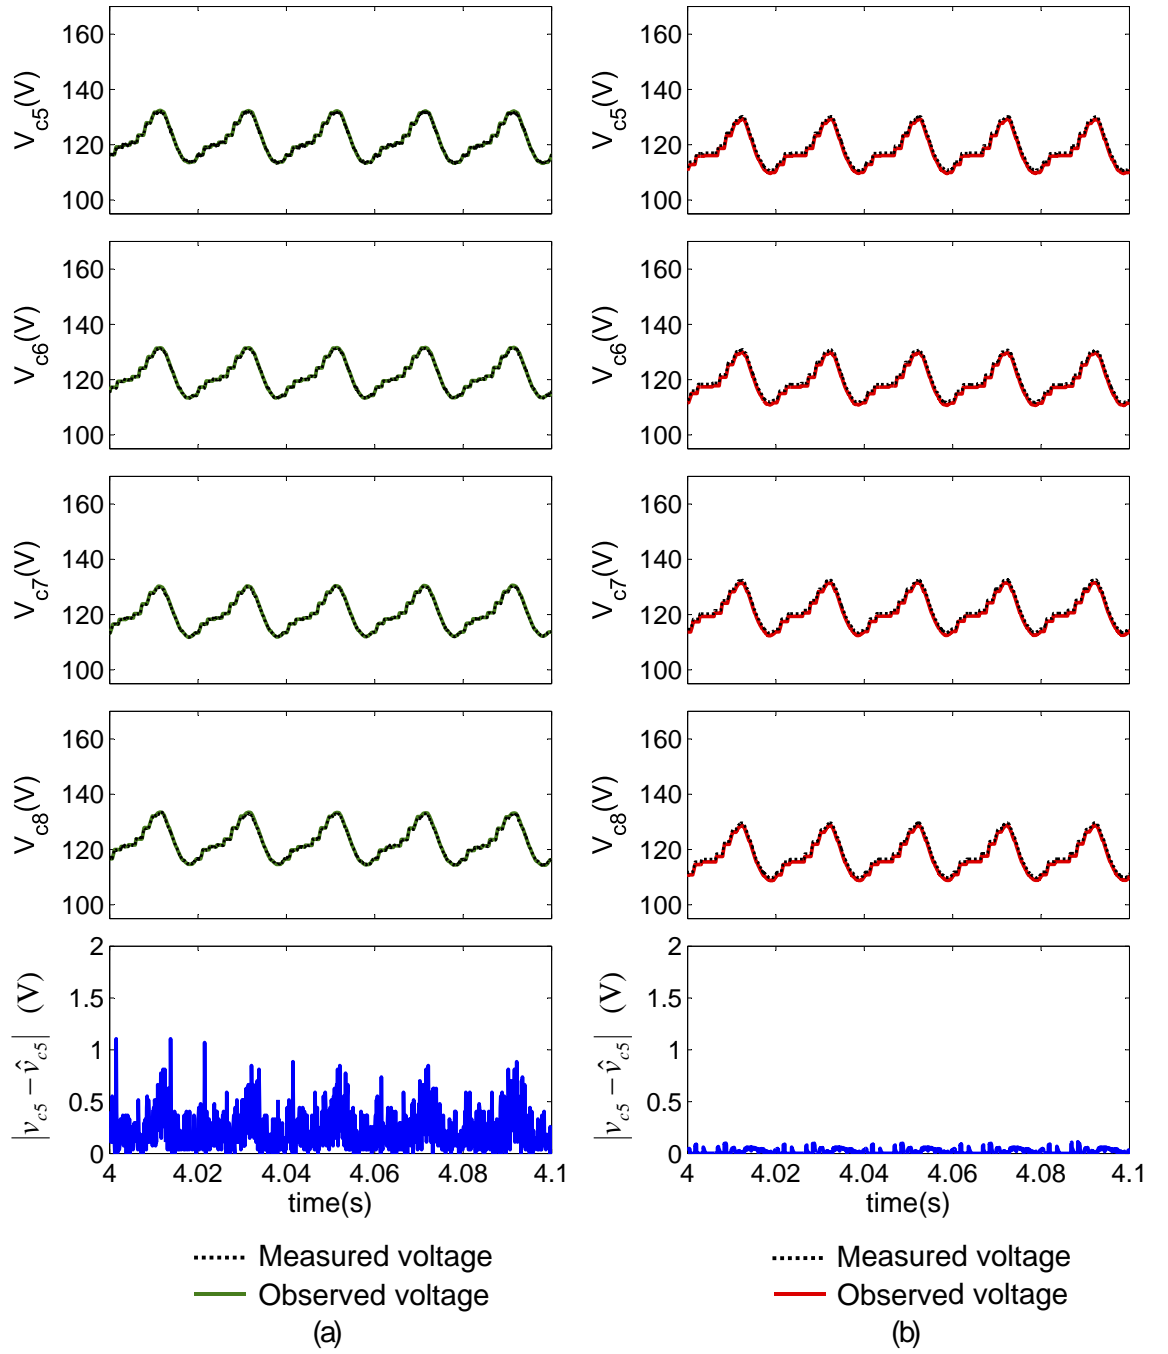 160
140
120
100
V_c5(V)
160
140
120
100
V_c5(V)
160
140
120
100
V_c6(V)
160
140
120
100
V_c6(V)
160
140
120
100
V_c7(V)
160
140
120
100
V_c7(V)
160
140
120
100
V_c8(V)
160
140
120
100
V_c8(V)
2
1.5
1
0.5
0
|v_c5 − v̂_c5| (V)
4 4.02 4.04 4.06 4.08 4.1
time(s)
2
1.5
1
0.5
0
|v_c5 − v̂_c5| (V)
4 4.02 4.04 4.06 4.08 4.1
time(s)
Measured voltage
Observed voltage
(a)
Measured voltage
Observed voltage
(b)